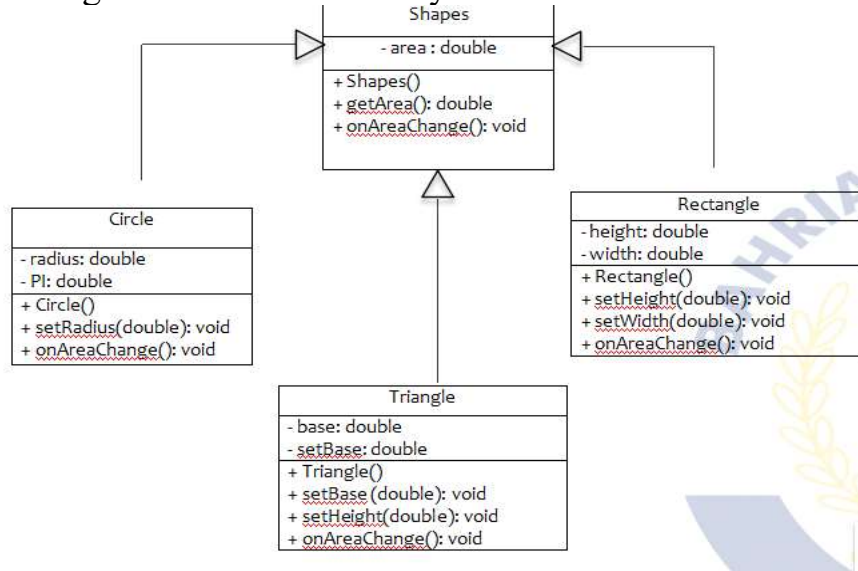 Shapes
- area : double
+ Shapes()
+ getArea(): double
+ onAreaChange(): void
Circle
- radius: double
- PI: double
+ Circle()
+ setRadius(double): void
+ onAreaChange(): void
Rectangle
- height: double
- width: double
+ Rectangle()
+ setHeight(double): void
+ setWidth(double): void
+ onAreaChange(): void
Triangle
- base: double
- setBase: double
+ Triangle()
+ setBase (double): void
+ setHeight(double): void
+ onAreaChange(): void
BAHRIA